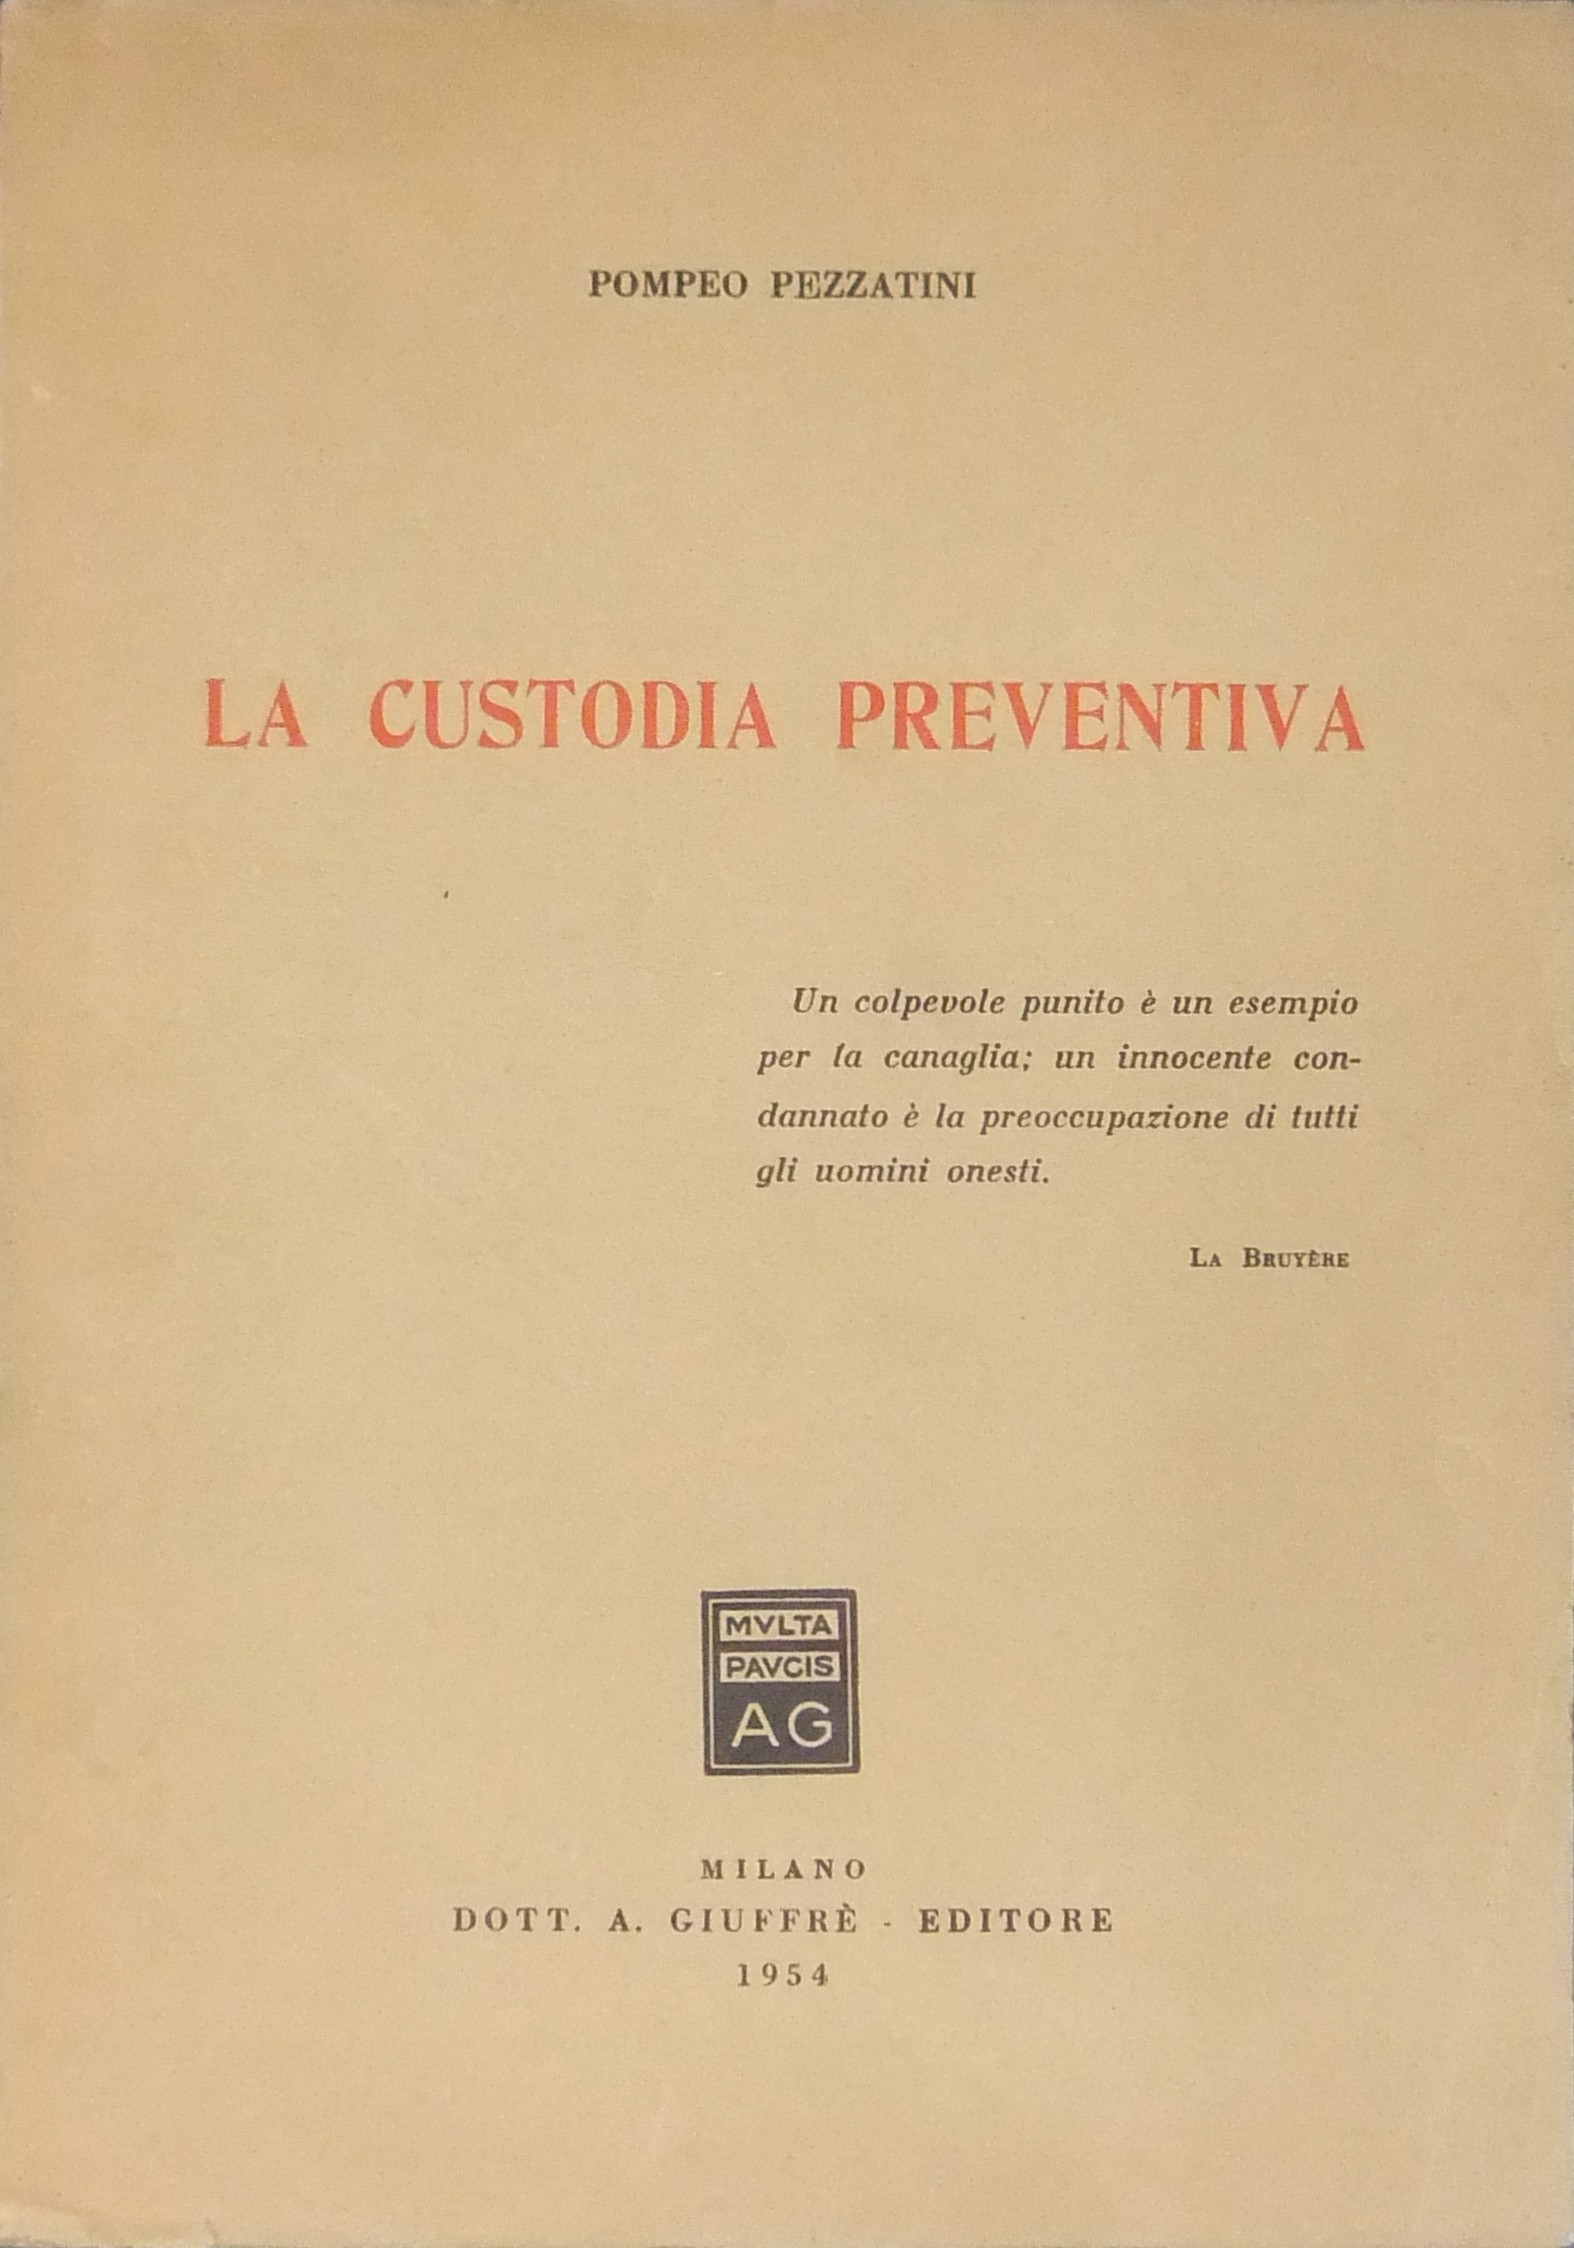 POMPEO PEZZATINI
LA CUSTODIA PREVENTIVA
Un colpevole punito è un esempio
per la canaglia; un innocente con-
dannato è la preoccupazione di tutti
gli uomini onesti.
LA BRUYÈRE
MVLTA
PAVCIS
AG
MILANO
DOTT. A. GIUFFRÈ - EDITORE
1954